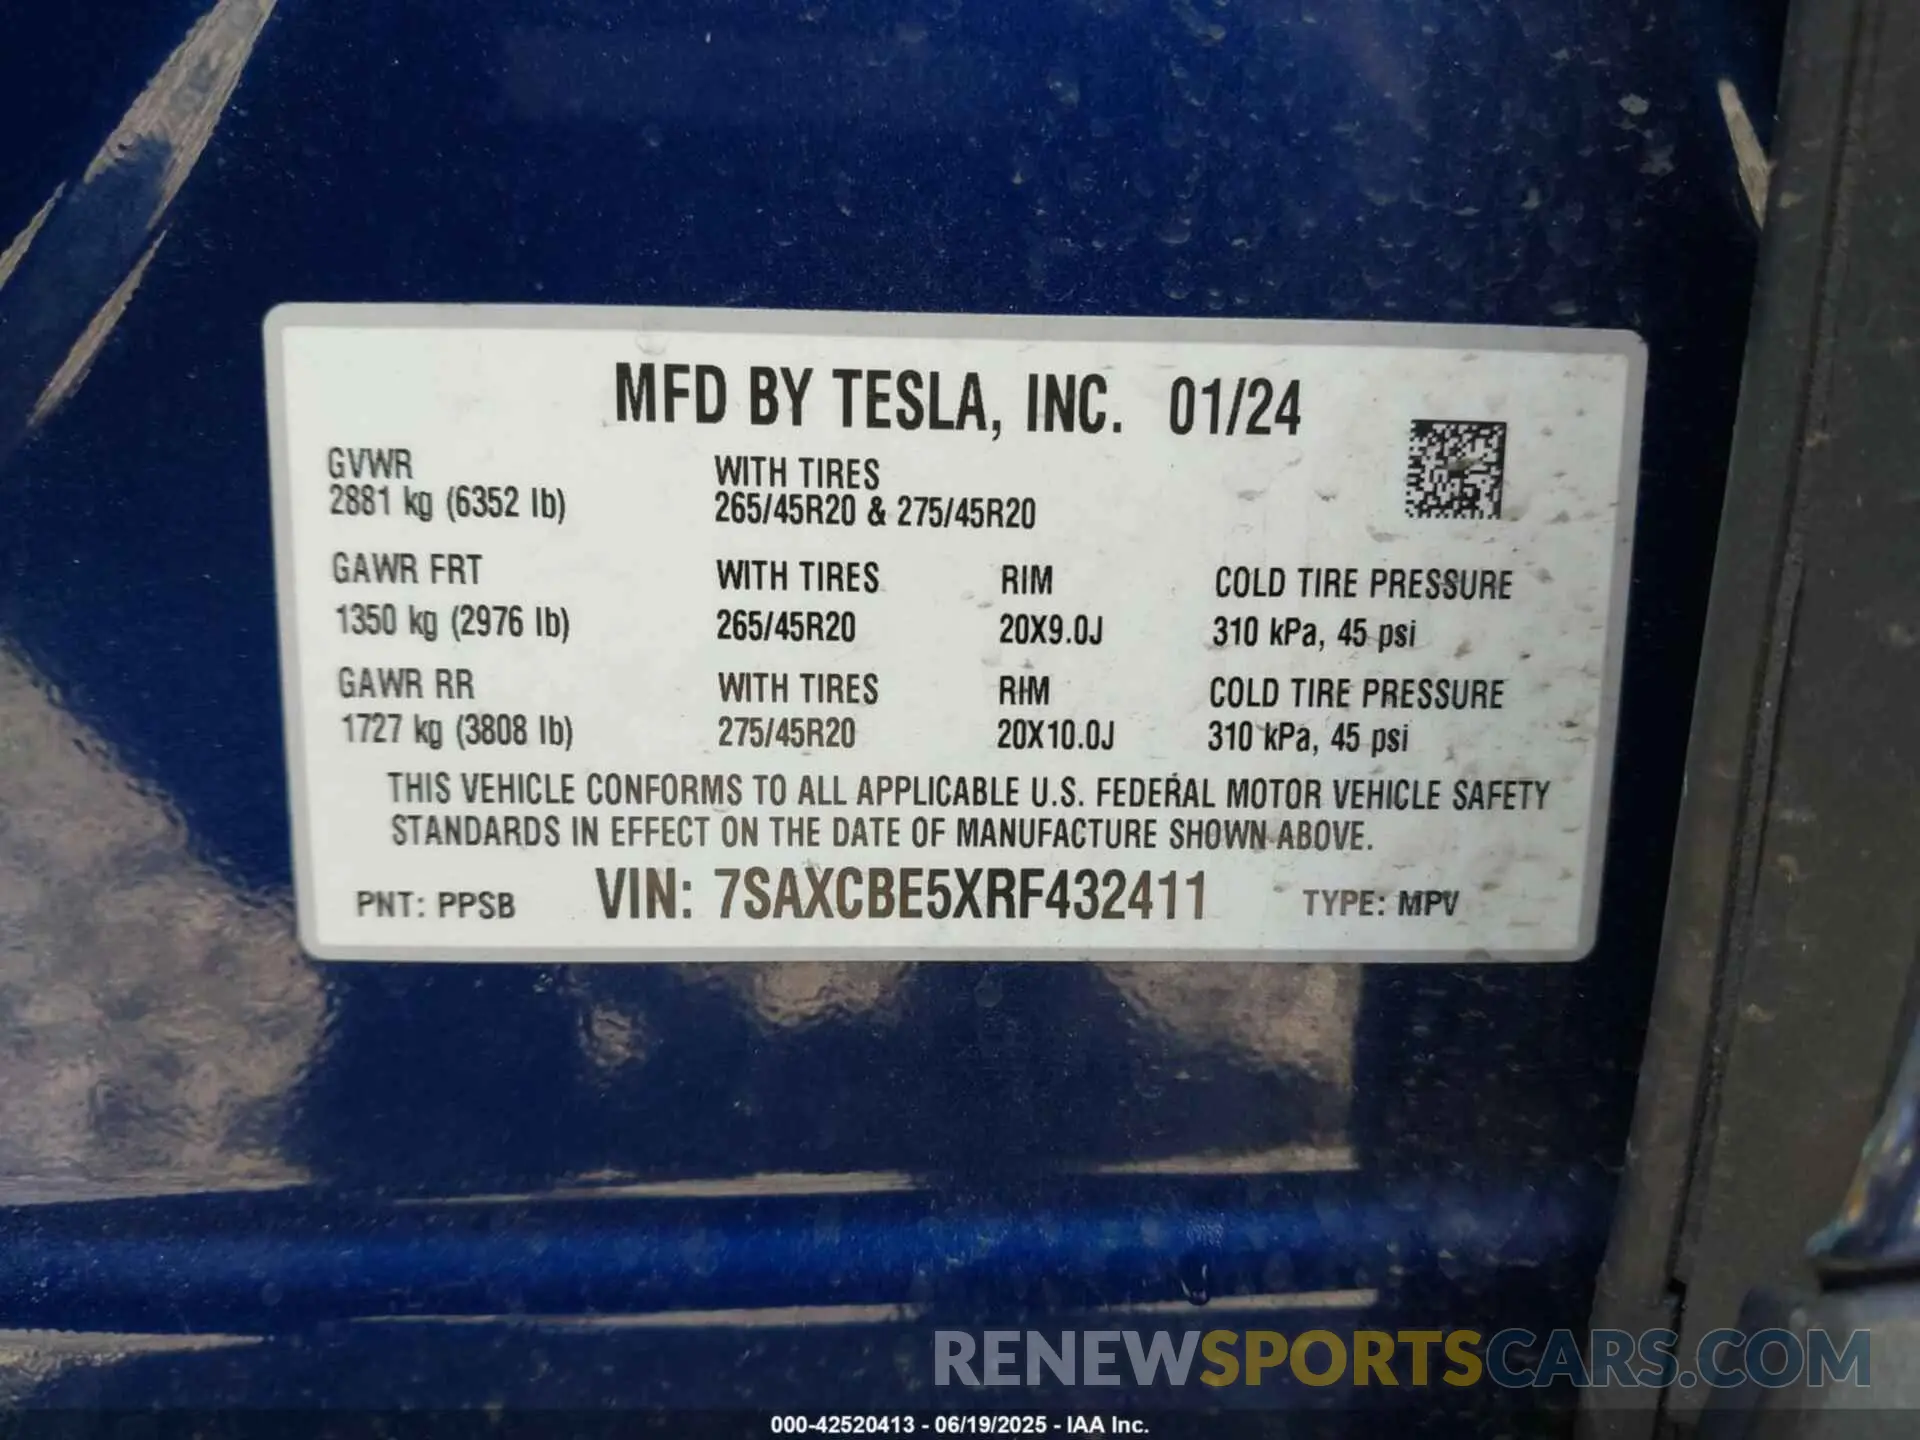 MFD BY TESLA, INC. 01/24
GVWR WITH TIRES
2881 kg (6352 lb) 265/45R20 & 275/45R20
GAWR FRT WITH TIRES RIM COLD TIRE PRESSURE
1350 kg (2976 lb) 265/45R20 20X9.0J 310 kPa, 45 psi
GAWR RR WITH TIRES RIM COLD TIRE PRESSURE
1727 kg (3808 lb) 275/45R20 20X10.0J 310 kPa, 45 psi
THIS VEHICLE CONFORMS TO ALL APPLICABLE U.S. FEDERAL MOTOR VEHICLE SAFETY
STANDARDS IN EFFECT ON THE DATE OF MANUFACTURE SHOWN ABOVE.
PNT: PPSB VIN: 7SAXCBE5XRF432411 TYPE: MPV
RENEWSPORTSCARS.COM
000-42520413 - 06/19/2025 - IAA Inc.